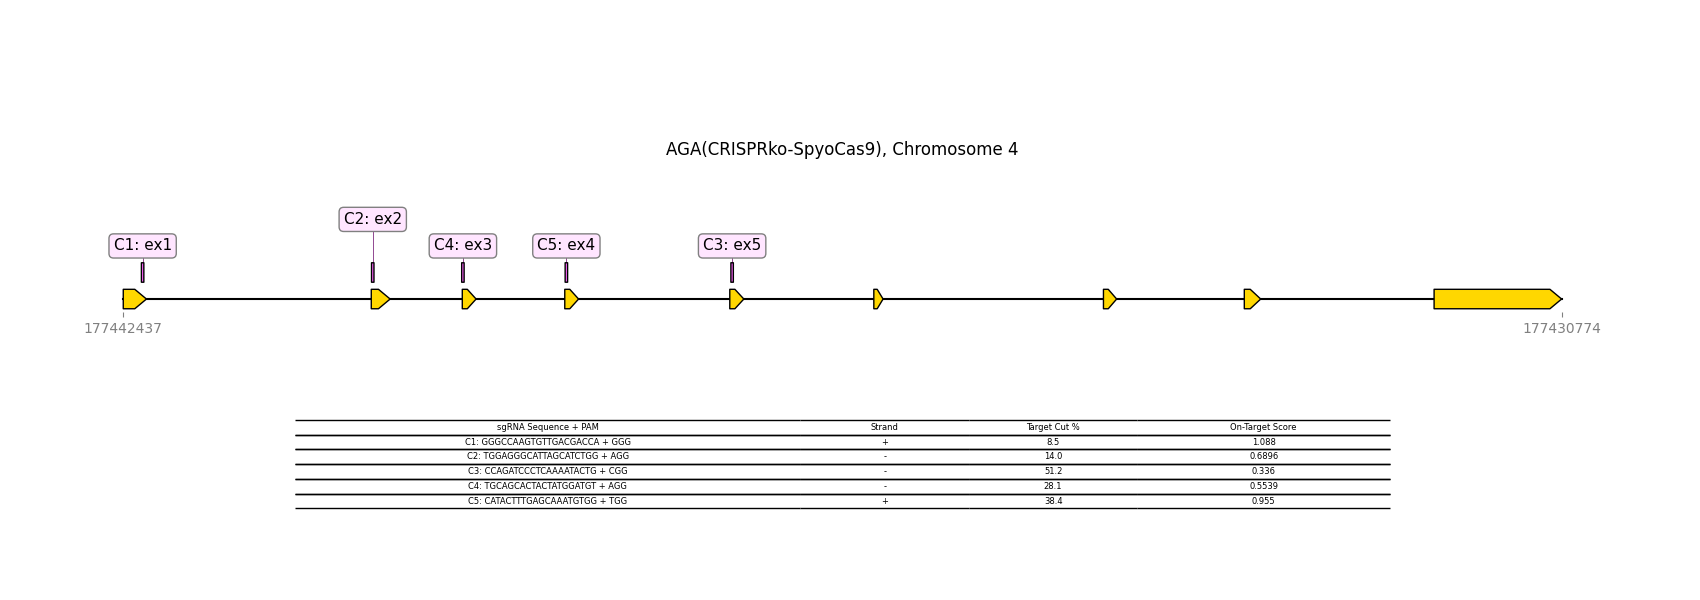 AGA(CRISPRko-SpyoCas9), Chromosome 4
C2: ex2
C1: ex1 C4: ex3 C5: ex4 C3: ex5
177442437 177430774
sgRNA Sequence + PAM Strand Target Cut % On-Target Score
C1: GGGCCAAGTGTTGACGACCA + GGG + 8.5 1.088
C2: TGGAGGGCATTAGCATCTGG + AGG - 14.0 0.6896
C3: CCAGATCCCTCAAAATACTG + CGG - 51.2 0.336
C4: TGCAGCACTACTATGGATGT + AGG - 28.1 0.5539
C5: CATACTTTGAGCAAATGTGG + TGG + 38.4 0.955